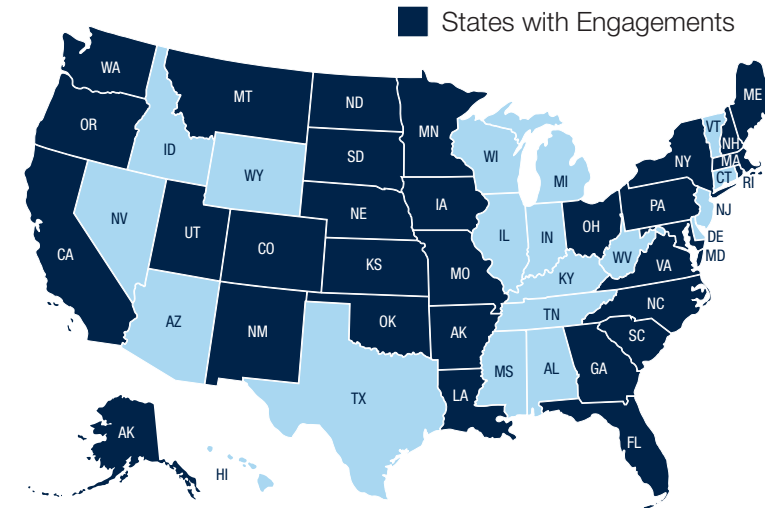 States with Engagements
WA
MT
ND
MN
ME
OR
ID
SD
WI
VT
NH
MA
NY
CT
RI
WY
MI
NE
IA
PA
NJ
NV
UT
CO
IL
IN
OH
DE
MD
WV
CA
KS
MO
KY
VA
AZ
NM
OK
AK
TN
NC
SC
MS
AL
GA
TX
LA
AK
HI
FL